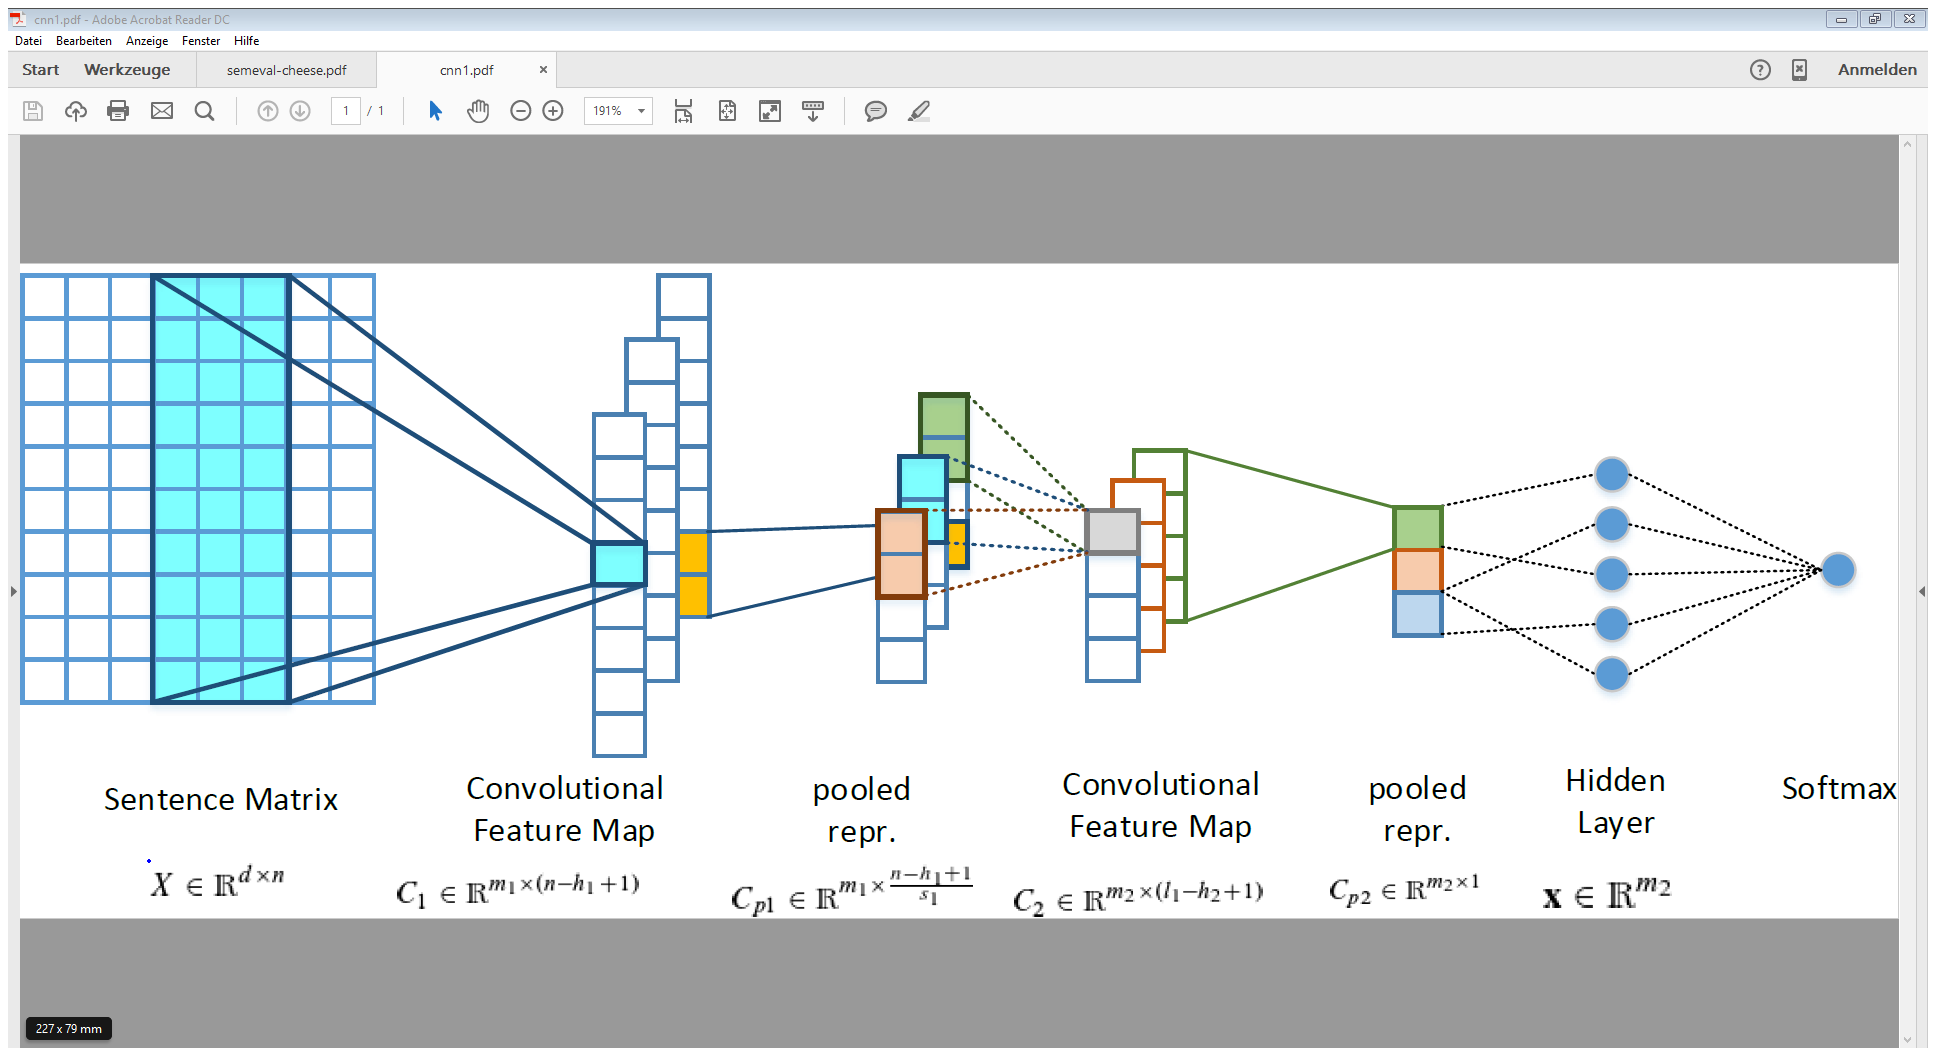 cnn1.pdf - Adobe Acrobat Reader DC
Datei Bearbeiten Anzeige Fenster Hilfe
Start Werkzeuge semeval-cheese.pdf cnn1.pdf × ? Anmelden
1 / 1 191%
Sentence Matrix
Convolutional
Feature Map
pooled
repr.
Convolutional
Feature Map
pooled
repr.
Hidden
Layer
Softmax
X ∈ ℝ^{d×n}
C_1 ∈ ℝ^{m_1×(n−h_1+1)}
C_{p1} ∈ ℝ^{m_1×\frac{n−h_1+1}{s_1}}
C_2 ∈ ℝ^{m_2×(l_1−h_2+1)}
C_{p2} ∈ ℝ^{m_2×1}
x ∈ ℝ^{m_2}
227 x 79 mm